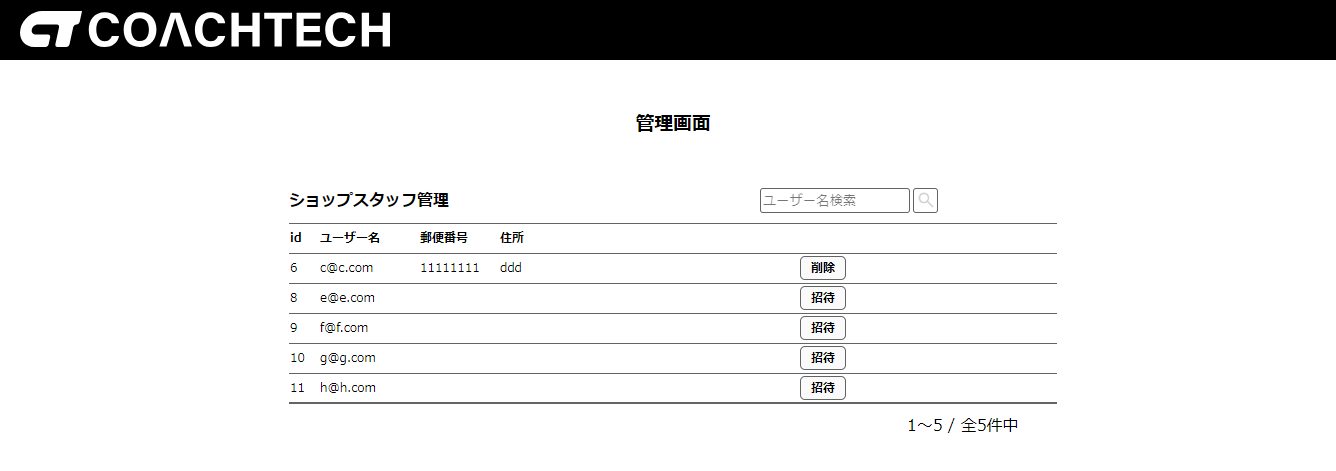 COACHTECH
管理画面
ショップスタッフ管理 ユーザー名検索
id ユーザー名 郵便番号 住所
6 c@c.com 11111111 ddd 削除
8 e@e.com 招待
9 f@f.com 招待
10 g@g.com 招待
11 h@h.com 招待
1～5 / 全5件中